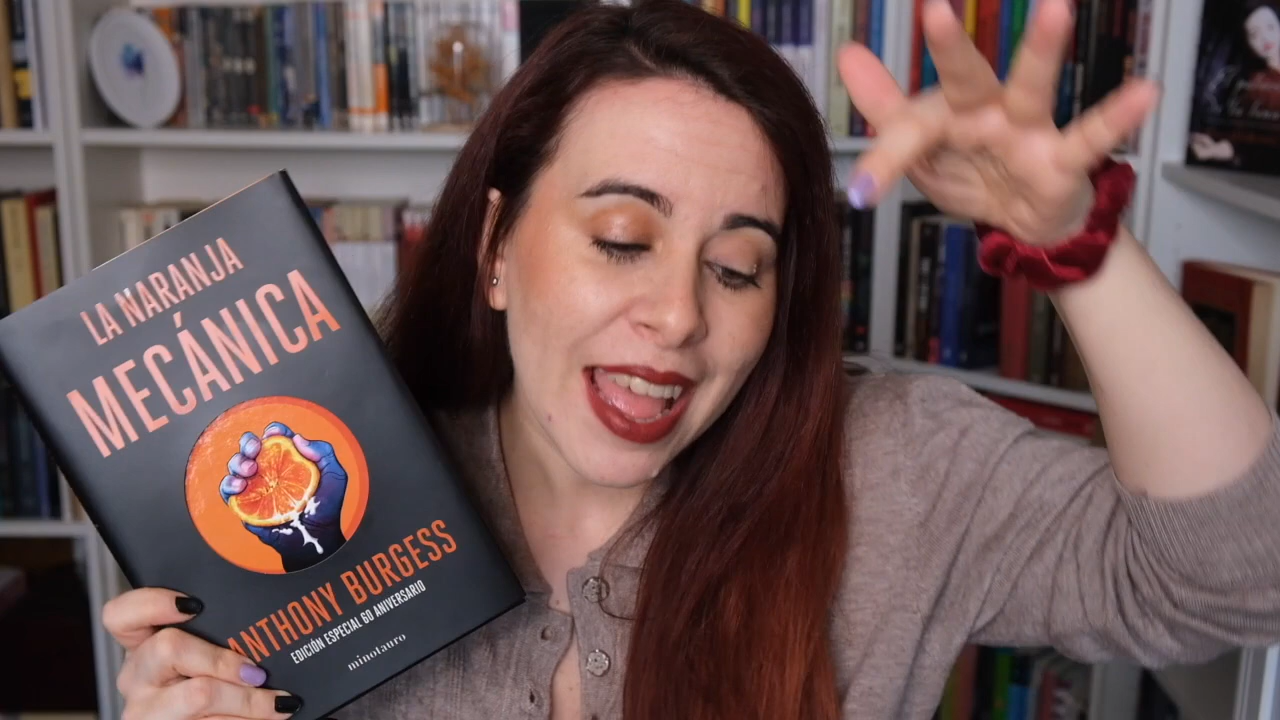 LA NARANJA
MECÁNICA
ANTHONY BURGESS
EDICIÓN ESPECIAL 60 ANIVERSARIO
minotauro